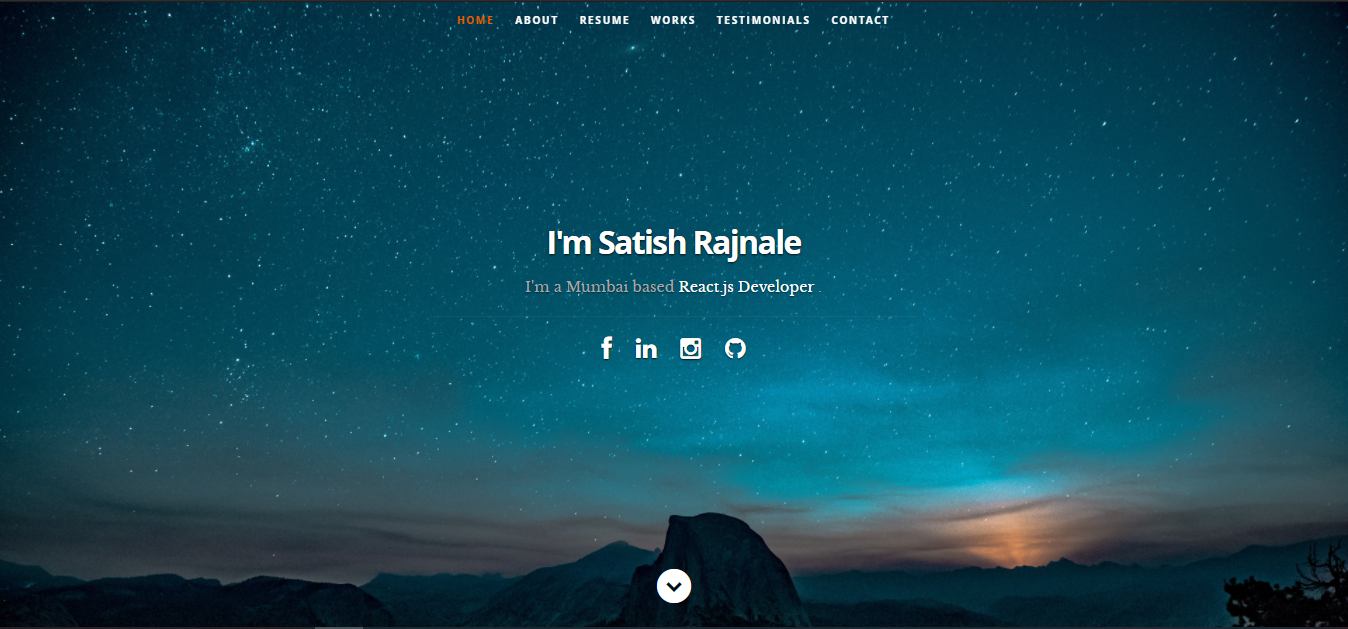 HOME ABOUT RESUME WORKS TESTIMONIALS CONTACT
I'm Satish Rajnale
I'm a Mumbai based React.js Developer .